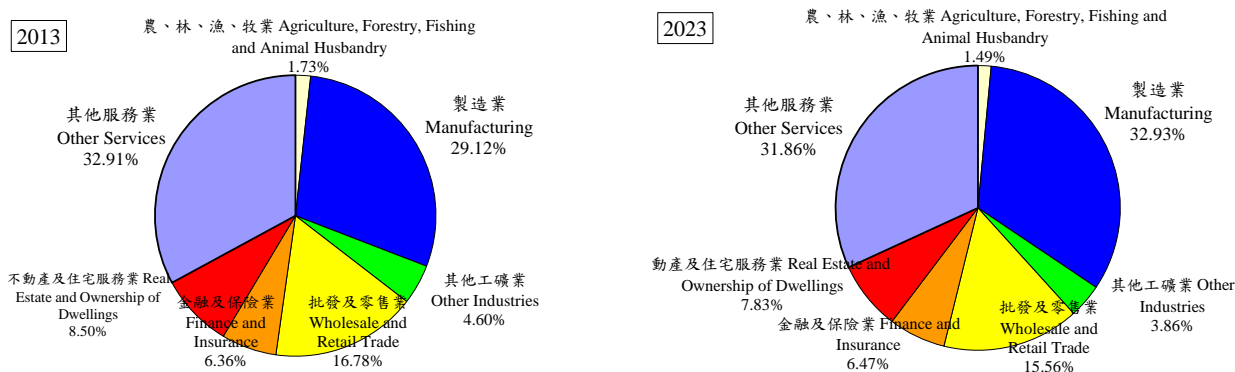 2013
農、林、漁、牧業 Agriculture, Forestry, Fishing
and Animal Husbandry
1.73%
製造業
Manufacturing
29.12%
其他工礦業
Other Industries
4.60%
批發及零售業
Wholesale and
Retail Trade
16.78%
金融及保險業
Finance and
Insurance
6.36%
不動產及住宅服務業 Real
Estate and Ownership of
Dwellings
8.50%
其他服務業
Other Services
32.91%
2023
農、林、漁、牧業 Agriculture, Forestry, Fishing and
Animal Husbandry
1.49%
製造業
Manufacturing
32.93%
其他工礦業 Other
Industries
3.86%
批發及零售業
Wholesale and
Retail Trade
15.56%
金融及保險業 Finance and
Insurance
6.47%
動產及住宅服務業 Real Estate and
Ownership of Dwellings
7.83%
其他服務業
Other Services
31.86%